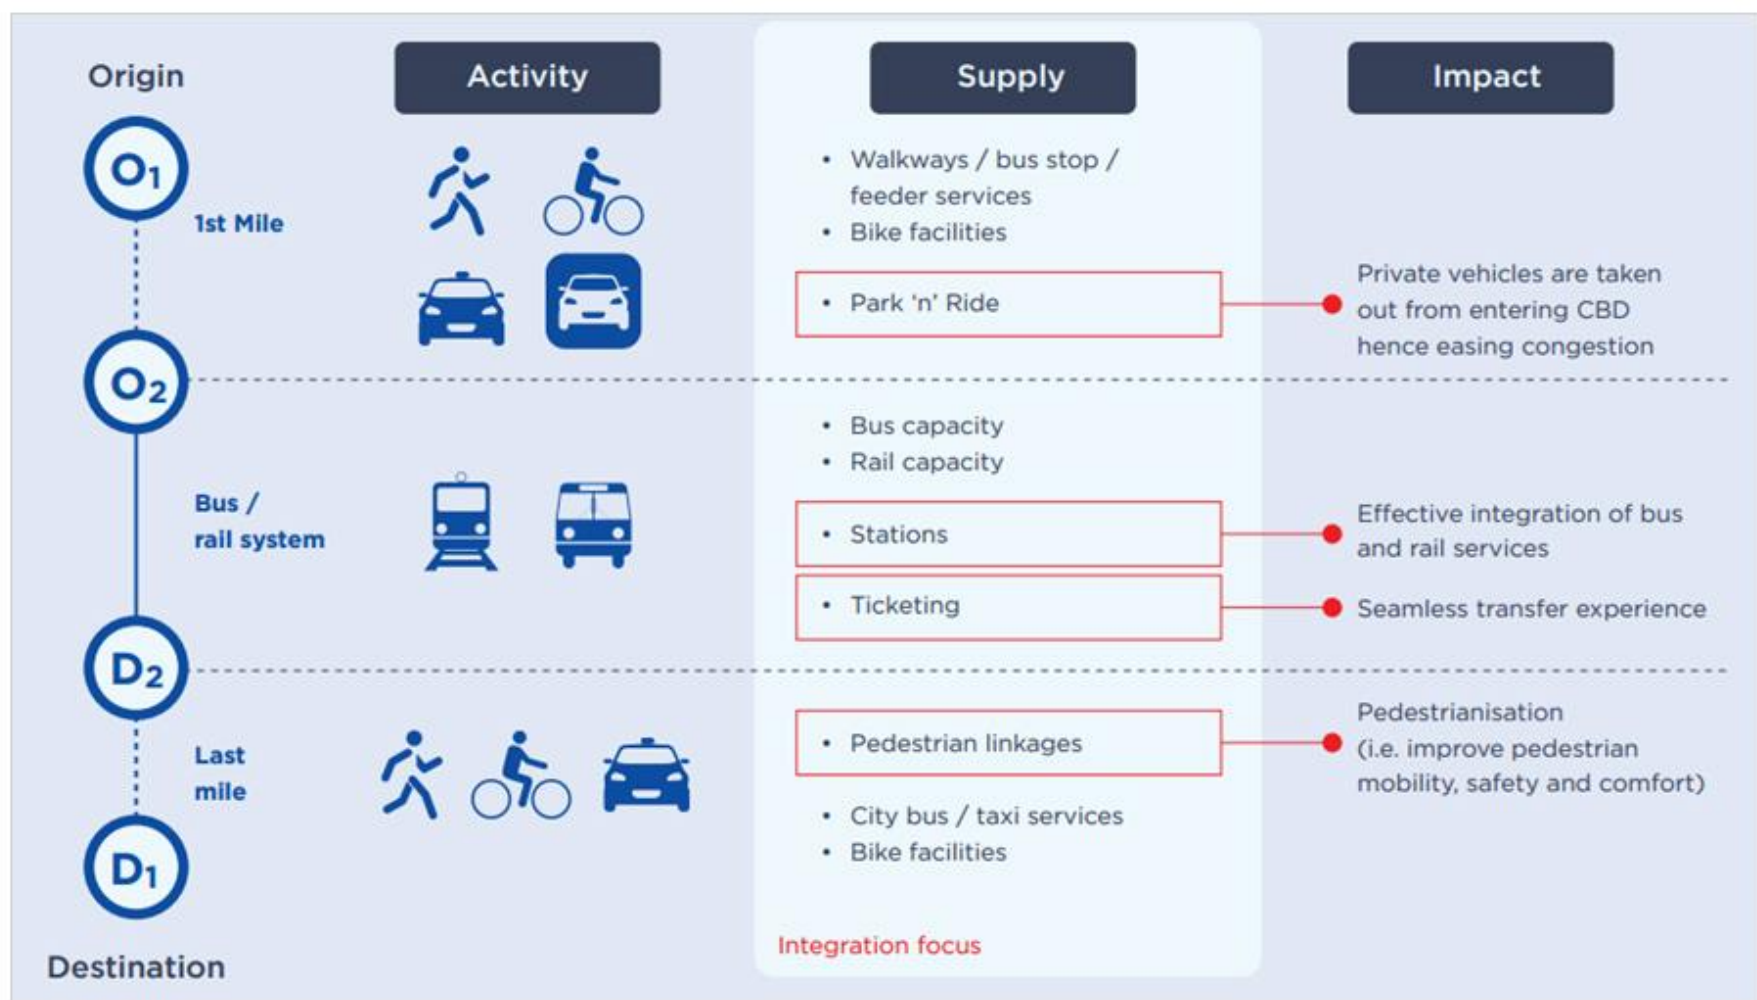 Origin
Activity
Supply
Impact
O1
1st Mile
• Walkways / bus stop /
feeder services
• Bike facilities
• Park 'n' Ride
Private vehicles are taken
out from entering CBD
hence easing congestion
O2
Bus /
rail system
• Bus capacity
• Rail capacity
• Stations
Effective integration of bus
and rail services
• Ticketing
Seamless transfer experience
D2
Last
mile
• Pedestrian linkages
Pedestrianisation
(i.e. improve pedestrian
mobility, safety and comfort)
• City bus / taxi services
• Bike facilities
D1
Integration focus
Destination